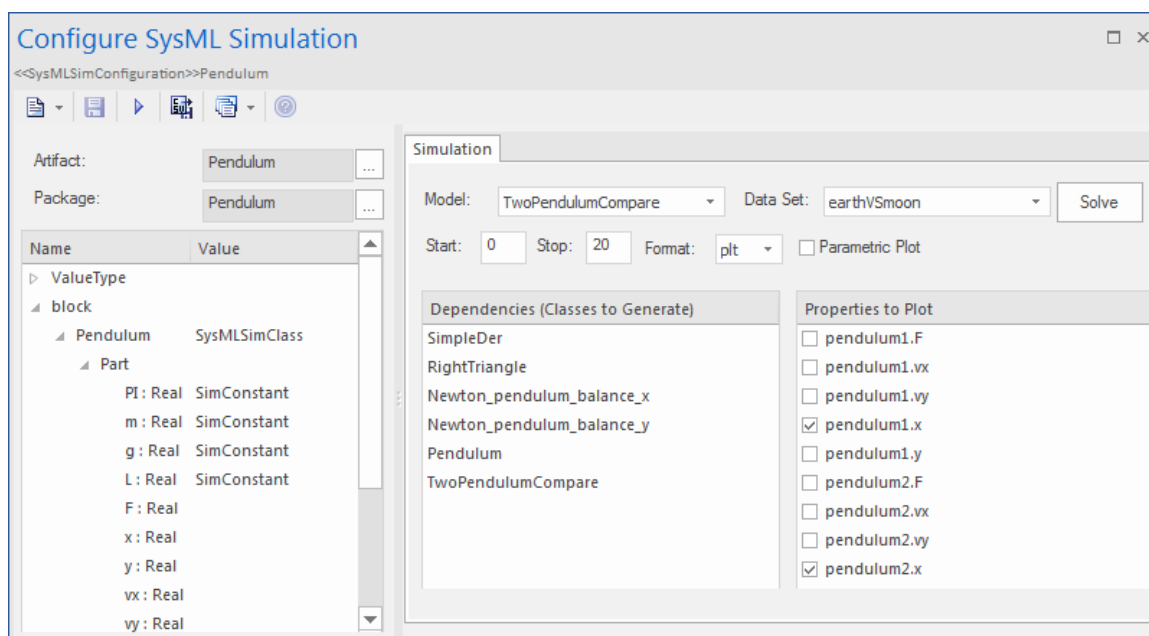 Configure SysML Simulation
<<SysMLSimConfiguration>>Pendulum
Artifact: Pendulum ...
Package: Pendulum ...
Name Value
ValueType
block
Pendulum SysMLSimClass
Part
PI : Real SimConstant
m : Real SimConstant
g : Real SimConstant
L : Real SimConstant
F : Real
x : Real
y : Real
vx : Real
vy : Real
Simulation
Model: TwoPendulumCompare Data Set: earthVSmoon Solve
Start: 0 Stop: 20 Format: plt Parametric Plot
Dependencies (Classes to Generate)
SimpleDer
RightTriangle
Newton_pendulum_balance_x
Newton_pendulum_balance_y
Pendulum
TwoPendulumCompare
Properties to Plot
pendulum1.F
pendulum1.vx
pendulum1.vy
pendulum1.x
pendulum1.y
pendulum2.F
pendulum2.vx
pendulum2.vy
pendulum2.x